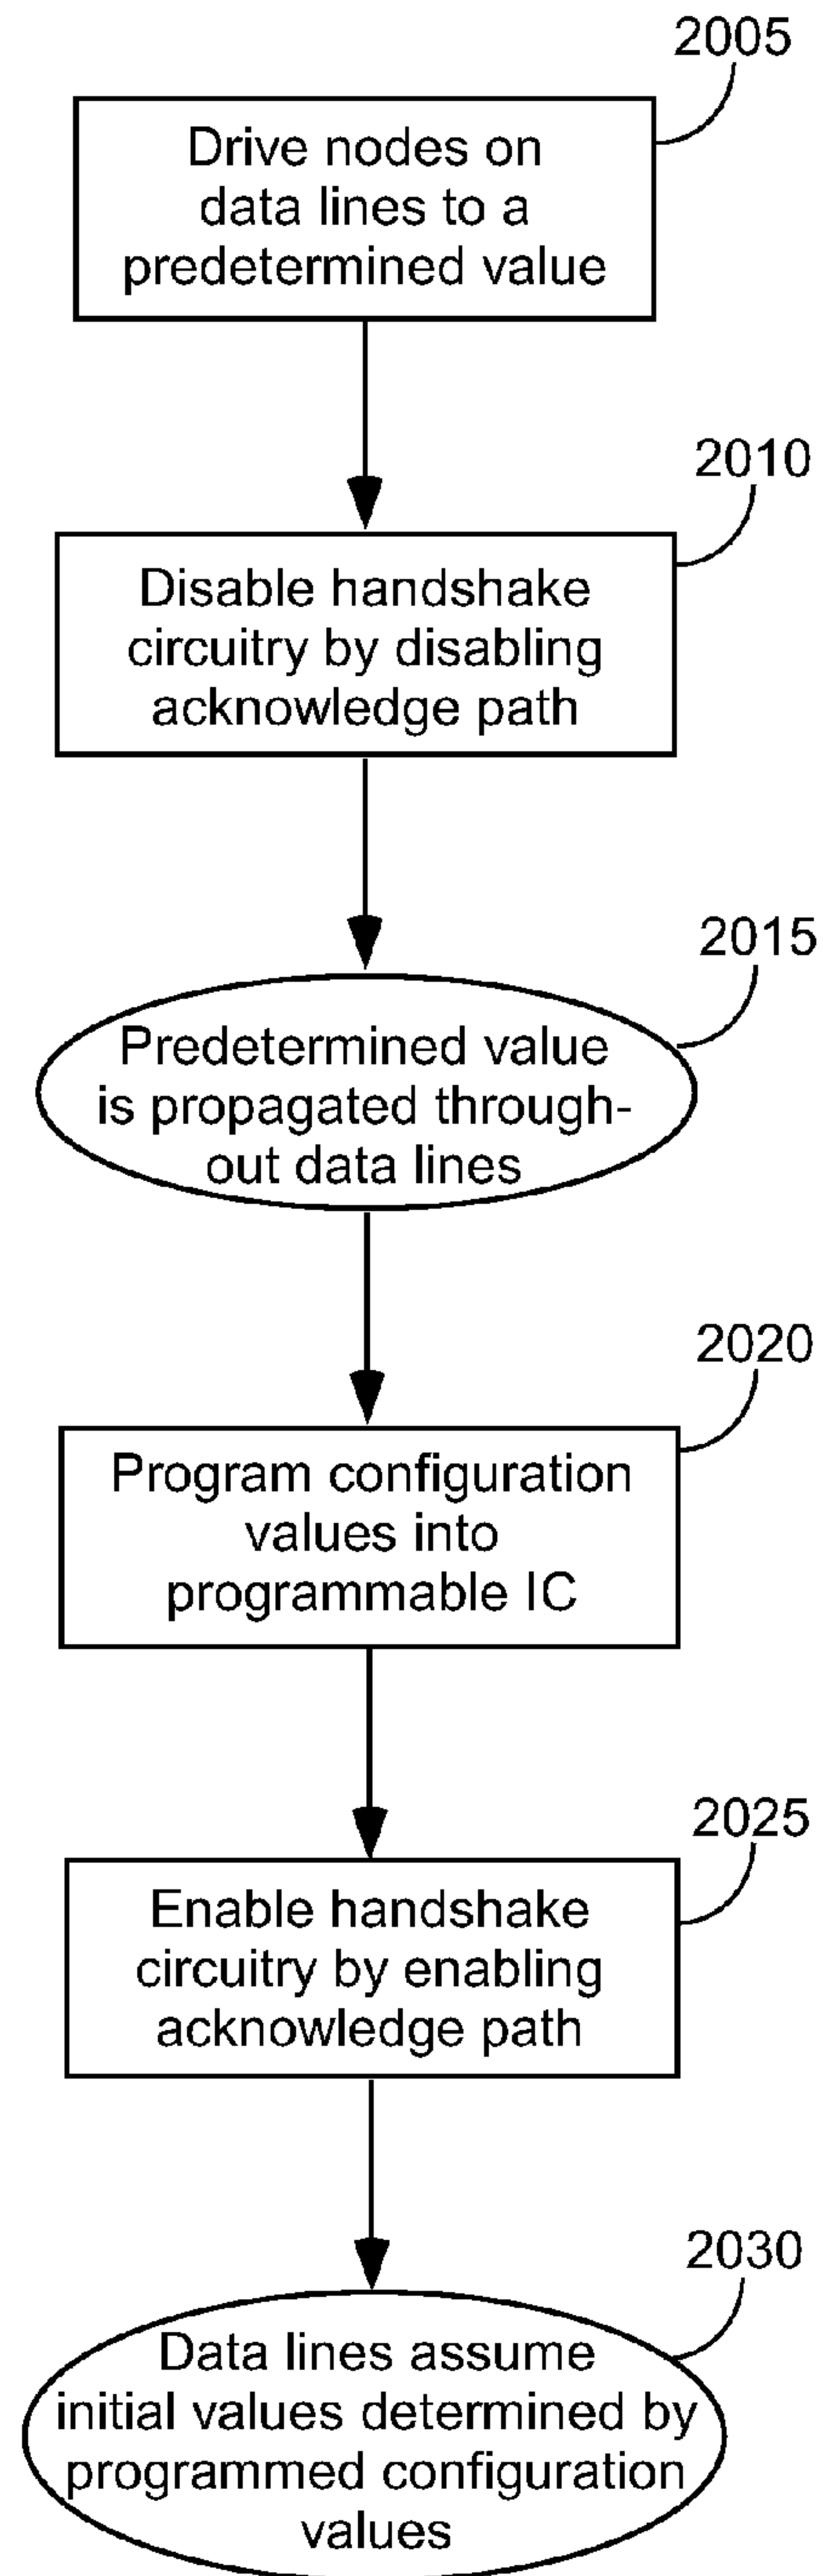 2005
Drive nodes on
data lines to a
predetermined value
2010
Disable handshake
circuitry by disabling
acknowledge path
2015
Predetermined value
is propagated through-
out data lines
2020
Program configuration
values into
programmable IC
2025
Enable handshake
circuitry by enabling
acknowledge path
2030
Data lines assume
initial values determined by
programmed configuration
values